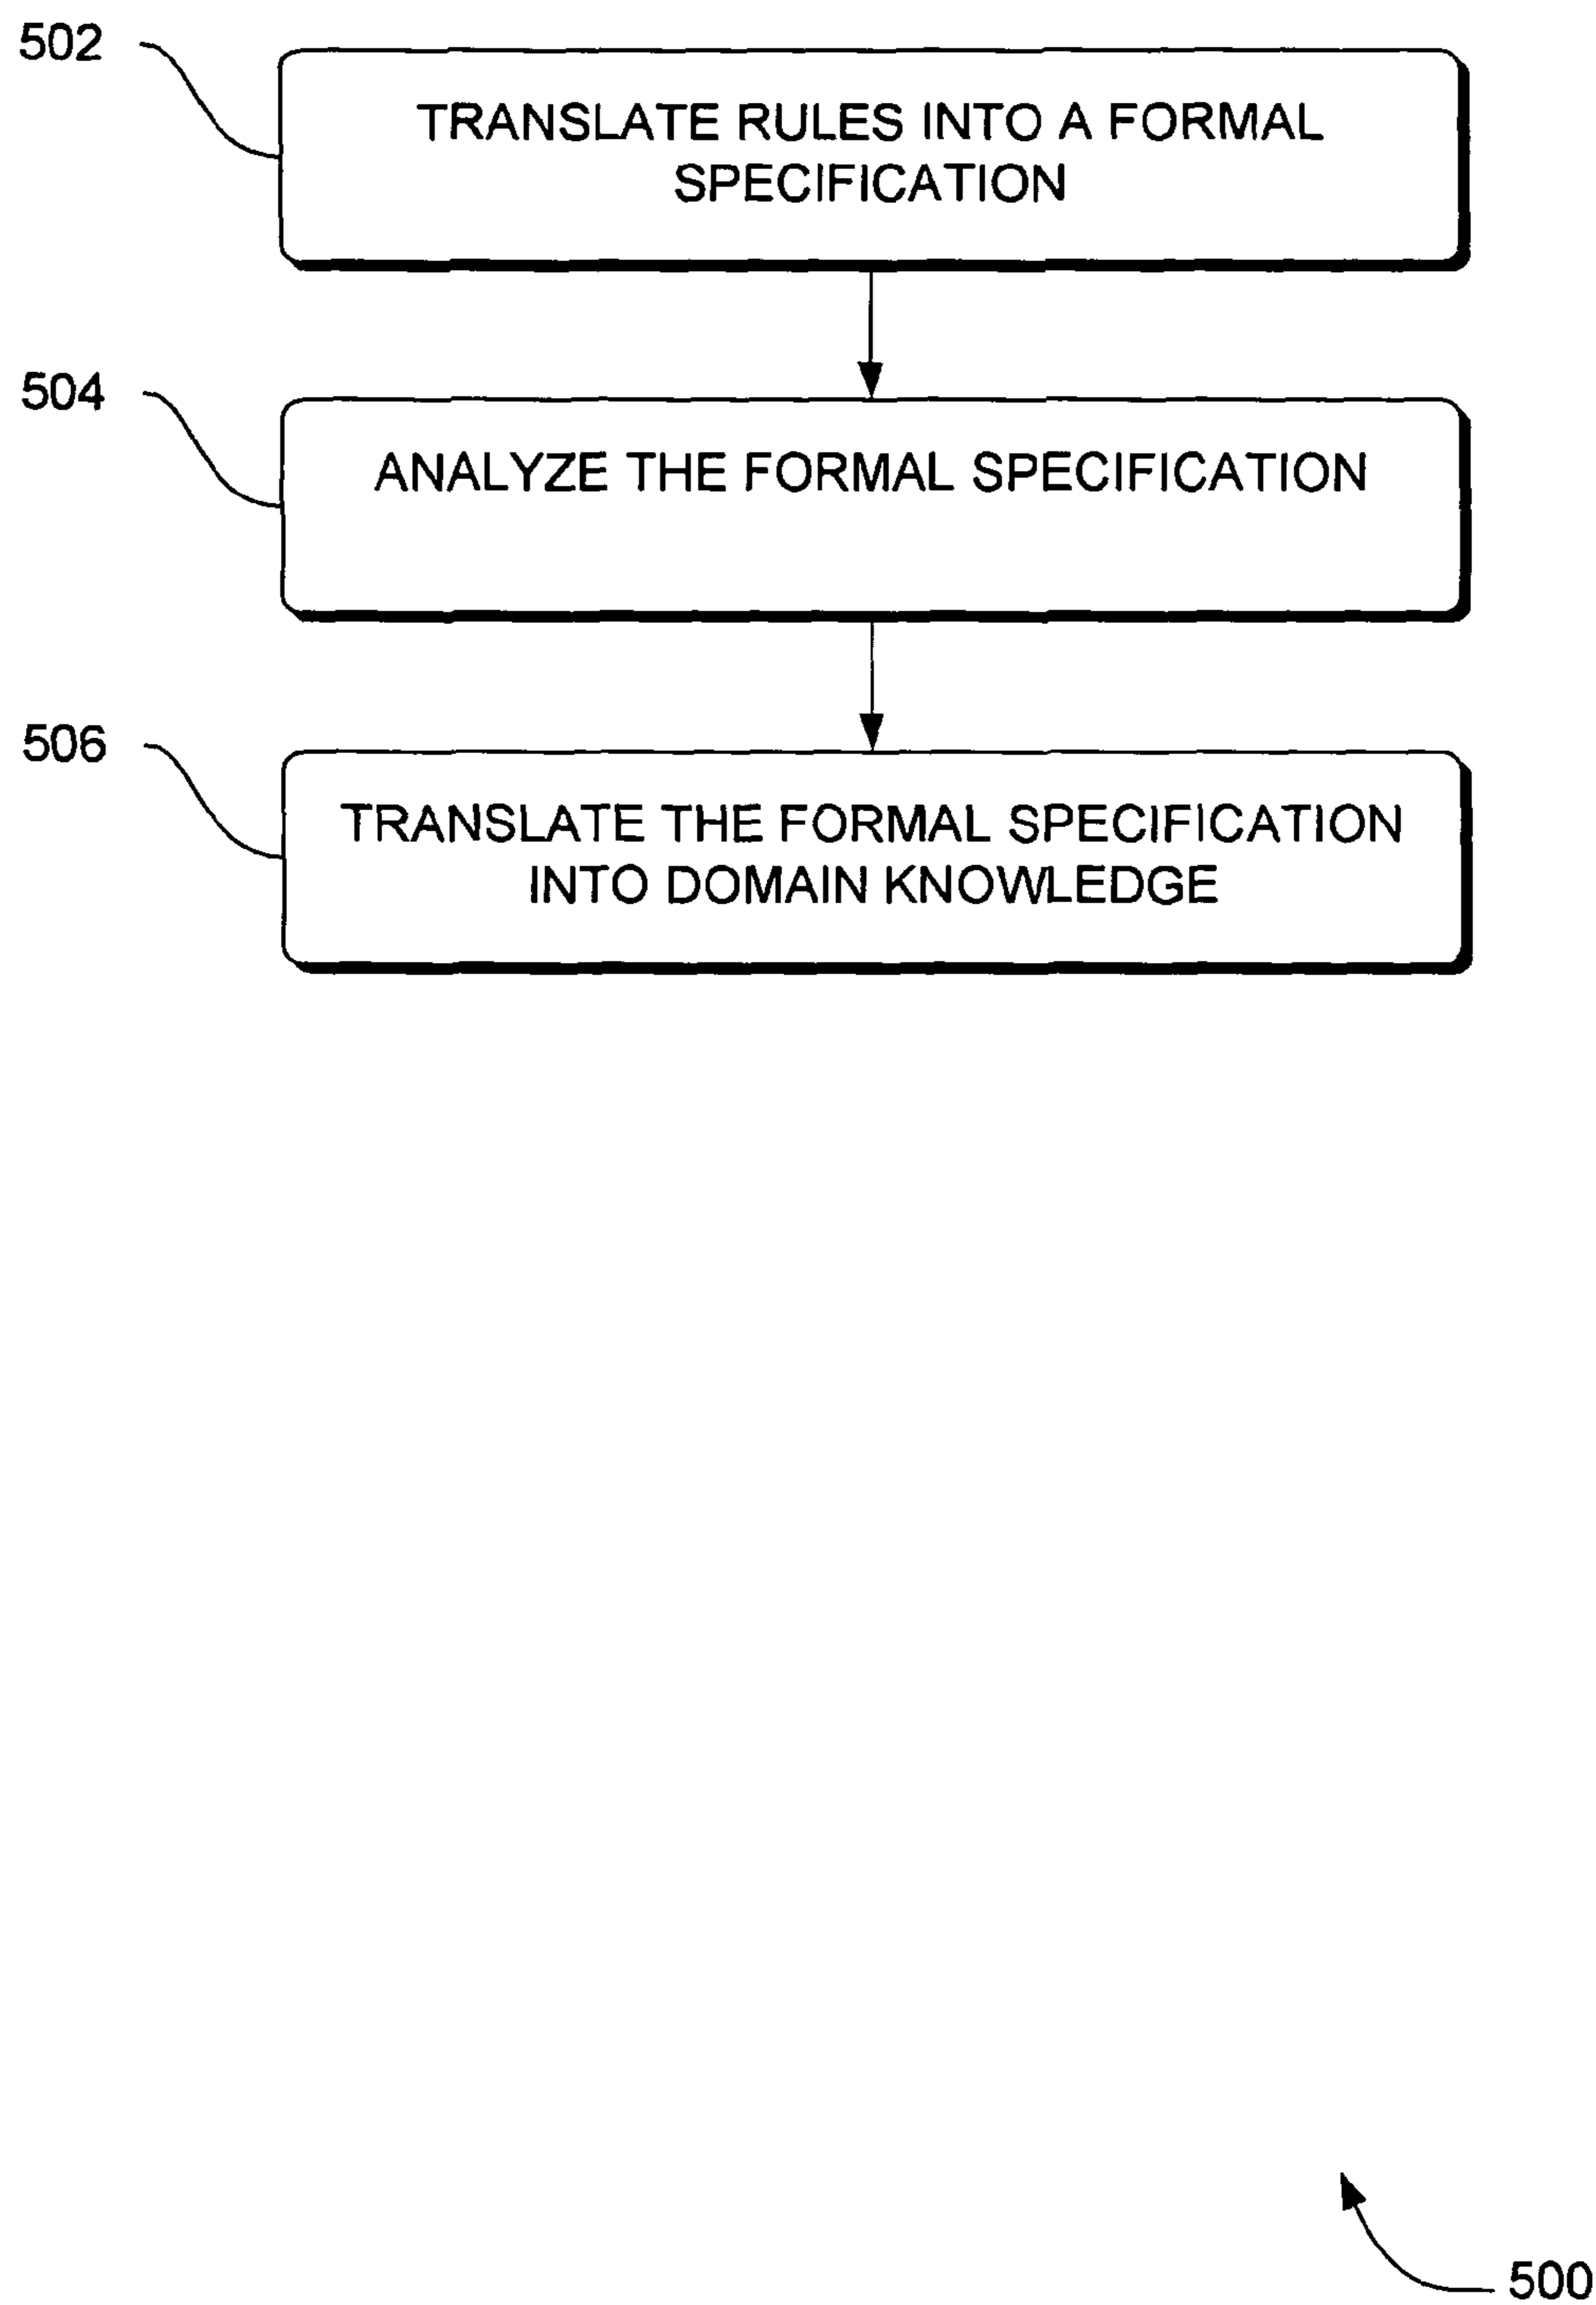 502
TRANSLATE RULES INTO A FORMAL
SPECIFICATION
504
ANALYZE THE FORMAL SPECIFICATION
506
TRANSLATE THE FORMAL SPECIFICATION
INTO DOMAIN KNOWLEDGE
500